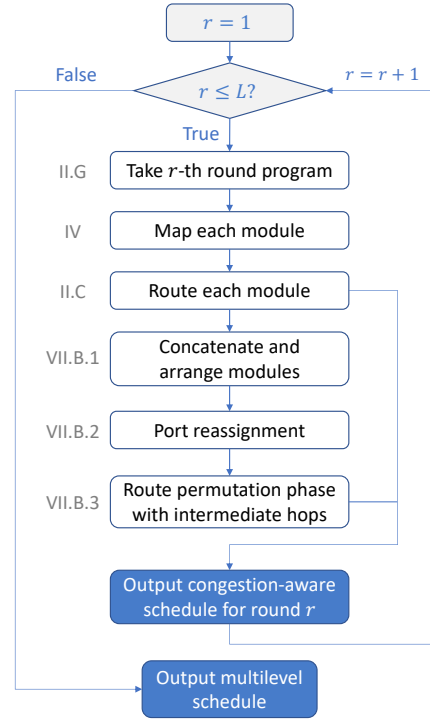 r = 1
False
r = r + 1
r ≤ L?
True
II.G
Take r-th round program
IV
Map each module
II.C
Route each module
VII.B.1
Concatenate and
arrange modules
VII.B.2
Port reassignment
VII.B.3
Route permutation phase
with intermediate hops
Output congestion-aware
schedule for round r
Output multilevel
schedule